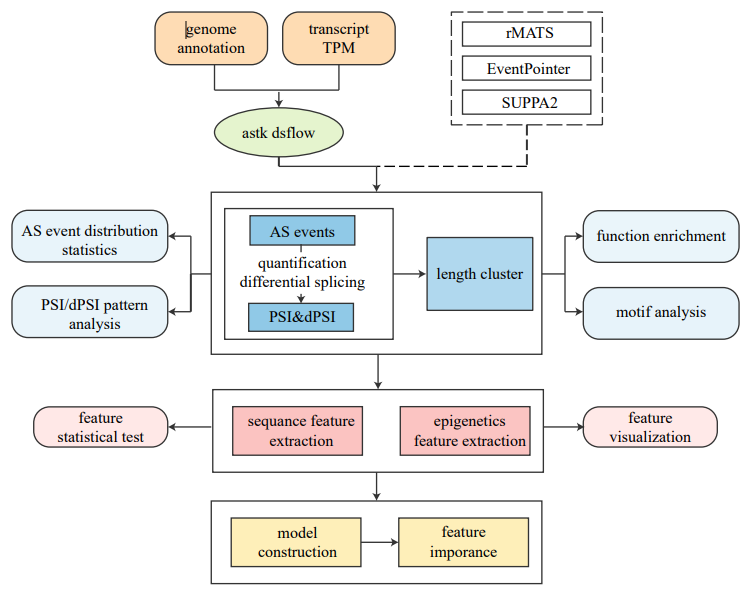 genome
annotation
transcript
TPM
rMATS
EventPointer
SUPPA2
astk dsflow
AS event distribution
statistics
PSI/dPSI pattern
analysis
AS events
quantification
differential splicing
PSI&dPSI
length cluster
function enrichment
motif analysis
feature
statistical test
sequance feature
extraction
epigenetics
feature extraction
feature
visualization
model
construction
feature
imporance